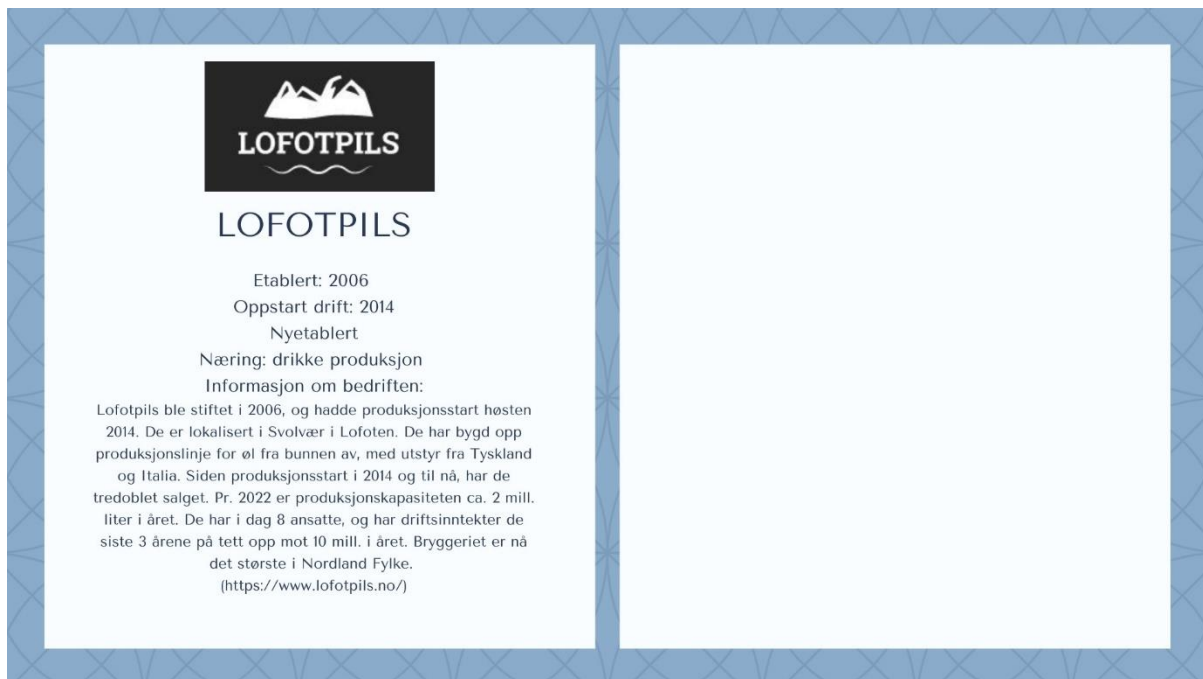 LOFOTPILS
LOFOTPILS
Etablert: 2006
Oppstart drift: 2014
Nyetablert
Næring: drikke produksjon
Informasjon om bedriften:
Lofotpils ble stiftet i 2006, og hadde produksjonsstart høsten
2014. De er lokalisert i Svolvær i Lofoten. De har bygd opp
produksjonslinje for øl fra bunnen av, med utstyr fra Tyskland
og Italia. Siden produksjonsstart i 2014 og til nå, har de
tredoblet salget. Pr. 2022 er produksjonskapasiteten ca. 2 mill.
liter i året. De har i dag 8 ansatte, og har driftsinntekter de
siste 3 årene på tett opp mot 10 mill. i året. Bryggeriet er nå
det største i Nordland Fylke.
(https://www.lofotpils.no/)